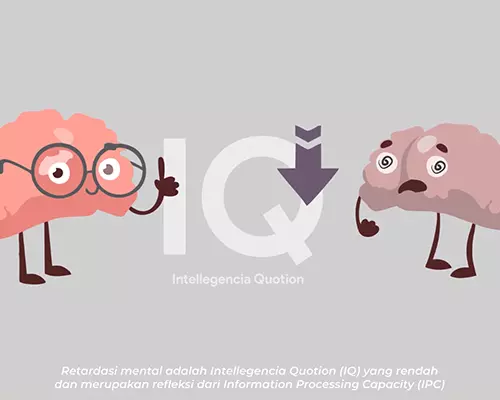 IQ
Intellegencia Quotion
Retardasi mental adalah Intellegencia Quotion (IQ) yang rendah
dan merupakan refleksi dari Information Processing Capacity (IPC)